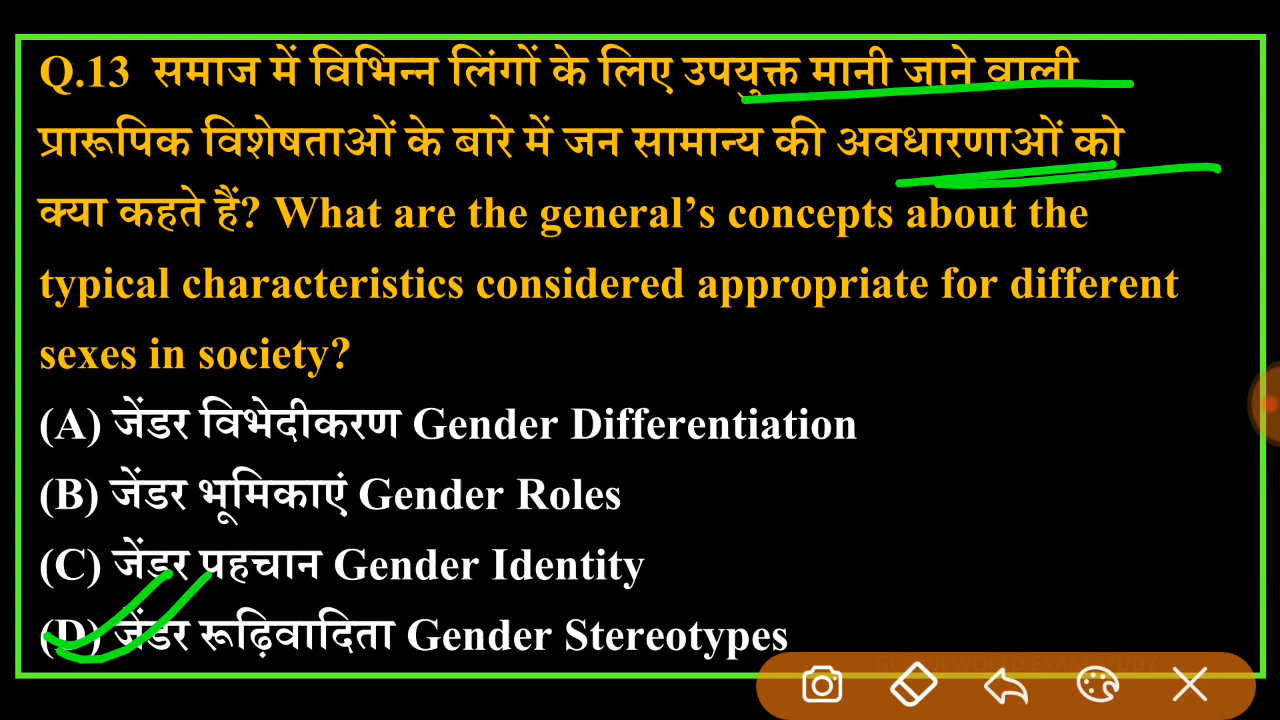 Q.13 समाज में विभिन्न लिंगों के लिए उपयुक्त मानी जाने वाली
प्रारूपिक विशेषताओं के बारे में जन सामान्य की अवधारणाओं को
क्या कहते हैं? What are the general’s concepts about the
typical characteristics considered appropriate for different
sexes in society?
(A) जेंडर विभेदीकरण Gender Differentiation
(B) जेंडर भूमिकाएं Gender Roles
(C) जेंडर पहचान Gender Identity
(D) जेंडर रूढ़िवादिता Gender Stereotypes